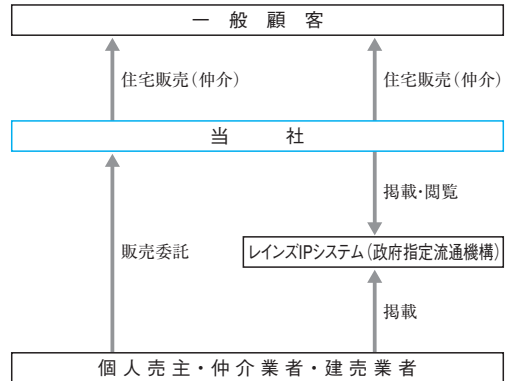 一般顧客
住宅販売（仲介） 住宅販売（仲介）
当社
掲載・閲覧
販売委託 レインズIPシステム（政府指定流通機構）
掲載
個人売主・仲介業者・建売業者